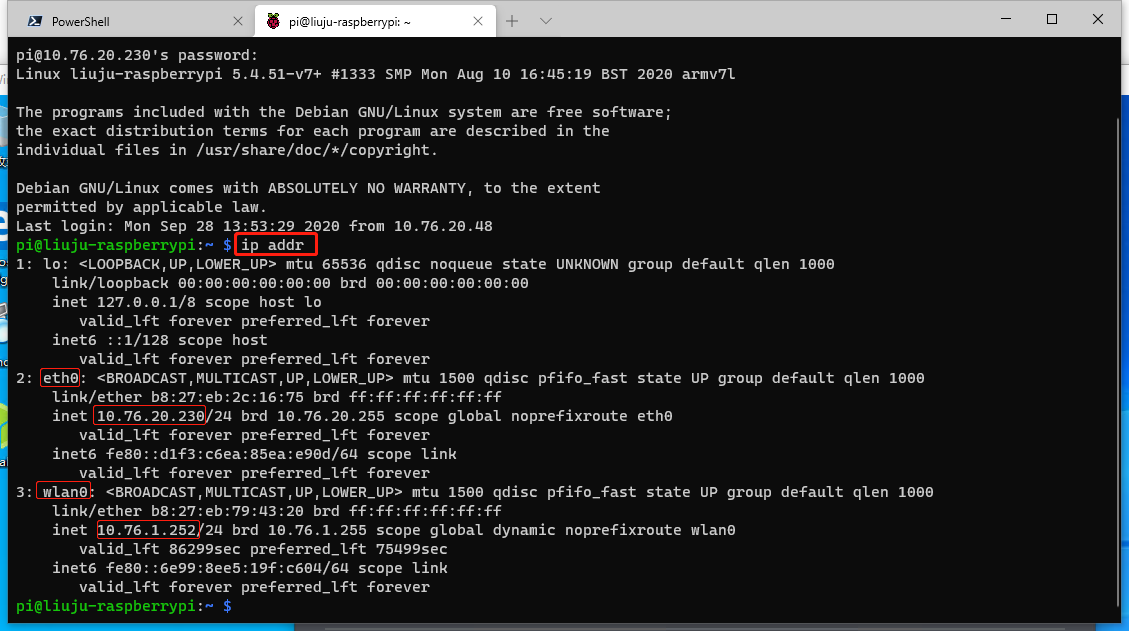 PowerShell
pi@liuju-raspberrypi: ~
pi@10.76.20.230's password:
Linux liuju-raspberrypi 5.4.51-v7+ #1333 SMP Mon Aug 10 16:45:19 BST 2020 armv7l
The programs included with the Debian GNU/Linux system are free software;
the exact distribution terms for each program are described in the
individual files in /usr/share/doc/*/copyright.
Debian GNU/Linux comes with ABSOLUTELY NO WARRANTY, to the extent
permitted by applicable law.
Last login: Mon Sep 28 13:53:29 2020 from 10.76.20.48
pi@liuju-raspberrypi:~ $ ip addr
1: lo: <LOOPBACK,UP,LOWER_UP> mtu 65536 qdisc noqueue state UNKNOWN group default qlen 1000
    link/loopback 00:00:00:00:00:00 brd 00:00:00:00:00:00
    inet 127.0.0.1/8 scope host lo
       valid_lft forever preferred_lft forever
    inet6 ::1/128 scope host
       valid_lft forever preferred_lft forever
2: eth0: <BROADCAST,MULTICAST,UP,LOWER_UP> mtu 1500 qdisc pfifo_fast state UP group default qlen 1000
    link/ether b8:27:eb:2c:16:75 brd ff:ff:ff:ff:ff:ff
    inet 10.76.20.230/24 brd 10.76.20.255 scope global noprefixroute eth0
       valid_lft forever preferred_lft forever
    inet6 fe80::d1f3:c6ea:85ea:e90d/64 scope link
       valid_lft forever preferred_lft forever
3: wlan0: <BROADCAST,MULTICAST,UP,LOWER_UP> mtu 1500 qdisc pfifo_fast state UP group default qlen 1000
    link/ether b8:27:eb:79:43:20 brd ff:ff:ff:ff:ff:ff
    inet 10.76.1.252/24 brd 10.76.1.255 scope global dynamic noprefixroute wlan0
       valid_lft 86299sec preferred_lft 75499sec
    inet6 fe80::6e99:8ee5:19f:c604/64 scope link
       valid_lft forever preferred_lft forever
pi@liuju-raspberrypi:~ $